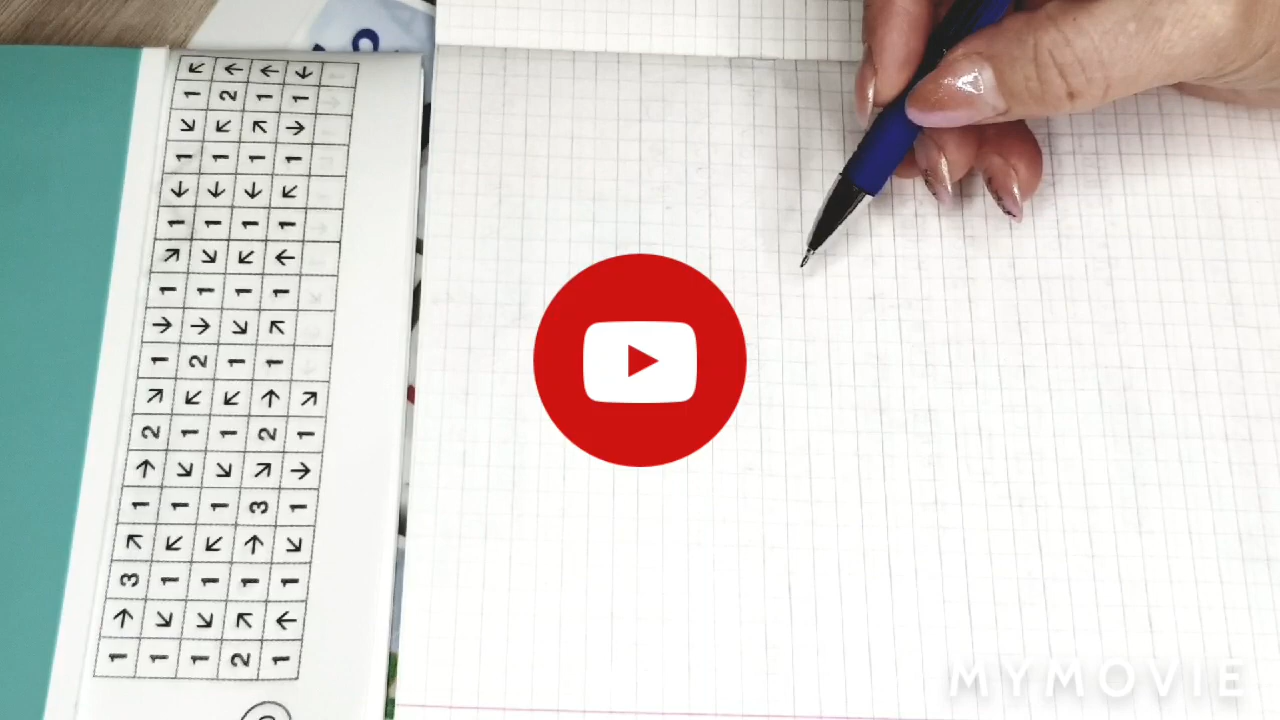 1 → 3 ↘ 1 → 2 ↘ 1 ← 1 ↘ 1 ↑ 1 ↙ 1 ↗
1 ↙ 1 ↗ 1 ↙ 1 ↖ 2 ← 1 ↙ 1 ↑ 1 ↗ 2 ↑
1 ↙ 1 ↗ 1 ↙ 1 ↖ 1 ↙ 1 ↗ 1 ↑ 1 ↘ 1 ↑
2 ↗ 1 → 3 ↘ 2 → 1 ↗ 1 ↑ 1 ↗ 1 ↓ 1 ←
1 ↑ 1 ↙ 1 ↓ 1 ↘
MYMOVIE